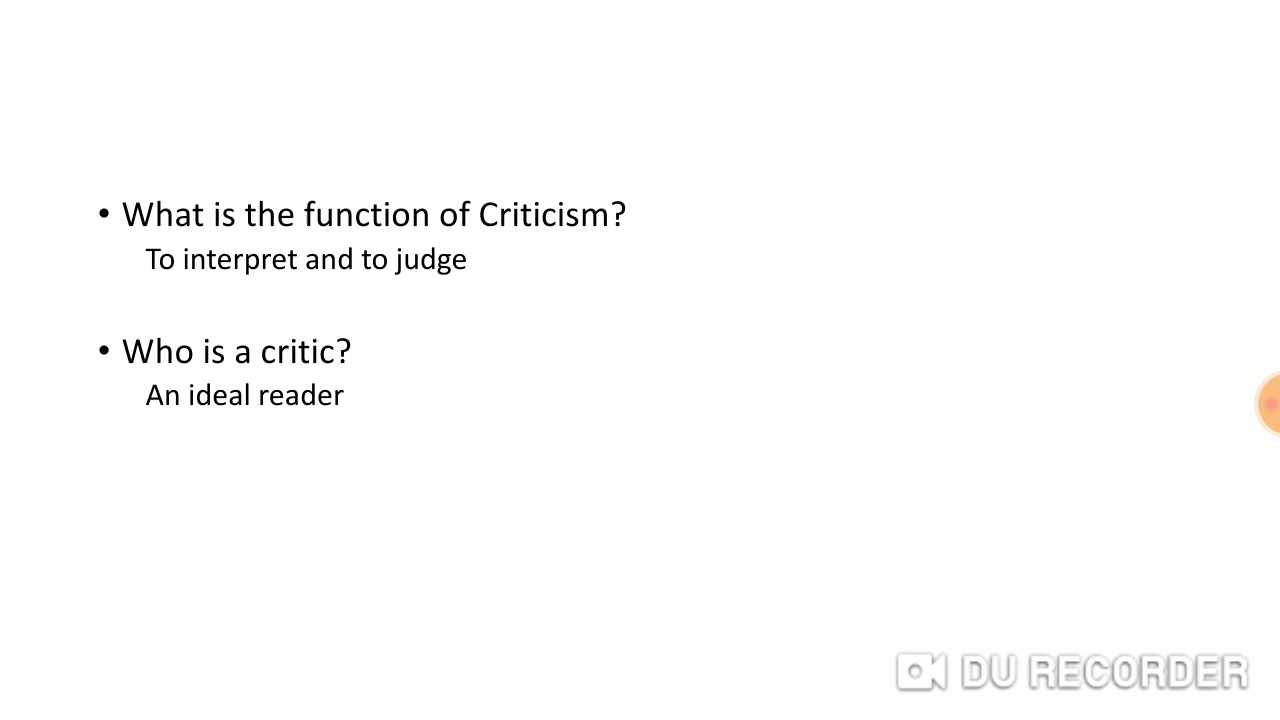 • What is the function of Criticism?
To interpret and to judge
• Who is a critic?
An ideal reader
DU RECORDER